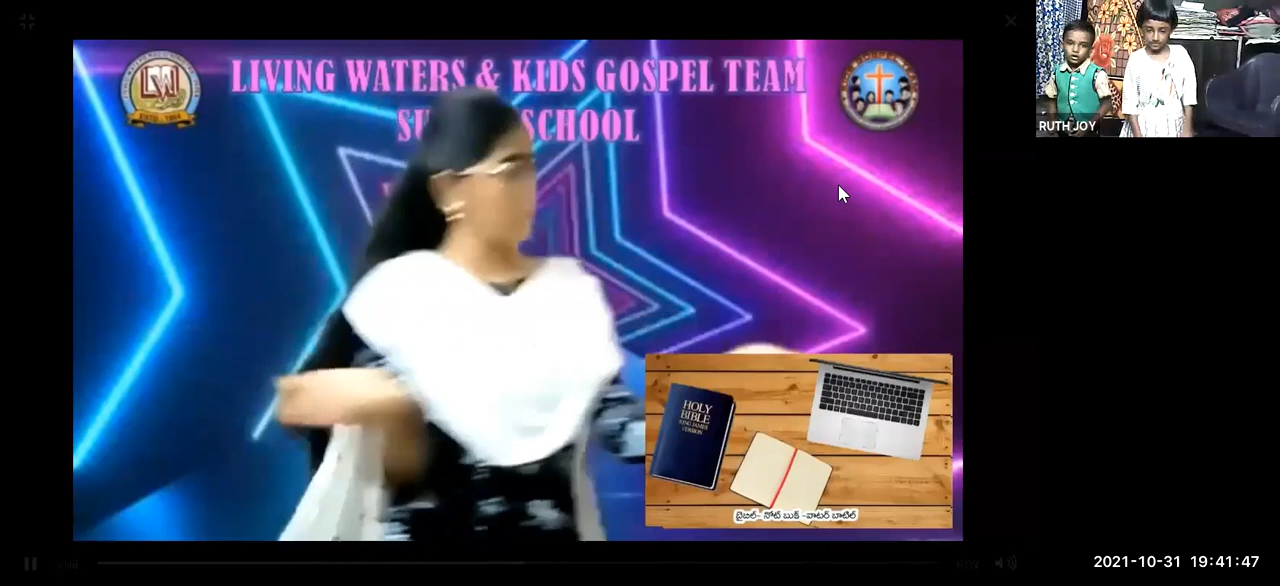 LIVING WATERS & KIDS GOSPEL TEAM
SCHOOL
RUTH JOY
HOLY
BIBLE
KING JAMES
VERSION
బైబిల్- నోట్ బుక్ -వాటర్ బాటిల్
2021-10-31 19:41:47